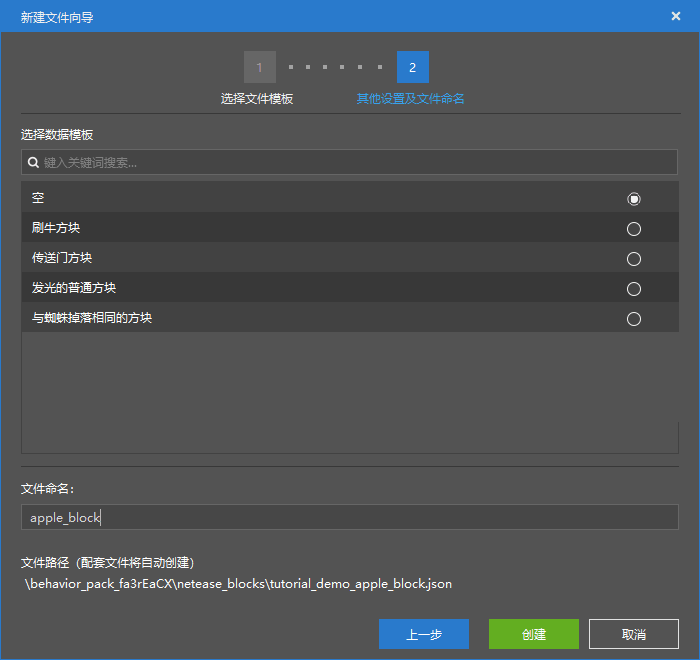 新建文件向导
1
2
选择文件模板
其他设置及文件命名
选择数据模板
键入关键词搜索...
空
刷牛方块
传送门方块
发光的普通方块
与蜘蛛掉落相同的方块
文件命名：
apple_block
文件路径（配套文件将自动创建）
\behavior_pack_fa3rEaCX\netease_blocks\tutorial_demo_apple_block.json
上一步
创建
取消